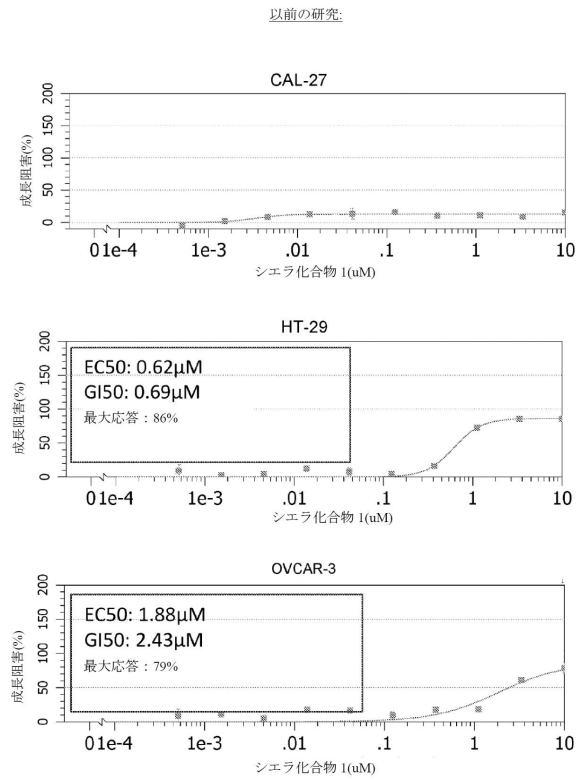 以前の研究:
CAL-27
200
150
100
50
0
成長阻害(%)
01e-4 1e-3 .01 .1 1 10
シエラ化合物 1(uM)
HT-29
200
150
100
50
0
成長阻害(%)
EC50: 0.62µM
GI50: 0.69µM
最大応答：86%
01e-4 1e-3 .01 .1 1 10
シエラ化合物 1(uM)
OVCAR-3
200
150
100
50
0
成長阻害(%)
EC50: 1.88µM
GI50: 2.43µM
最大応答：79%
01e-4 1e-3 .01 .1 1 10
シエラ化合物 1(uM)